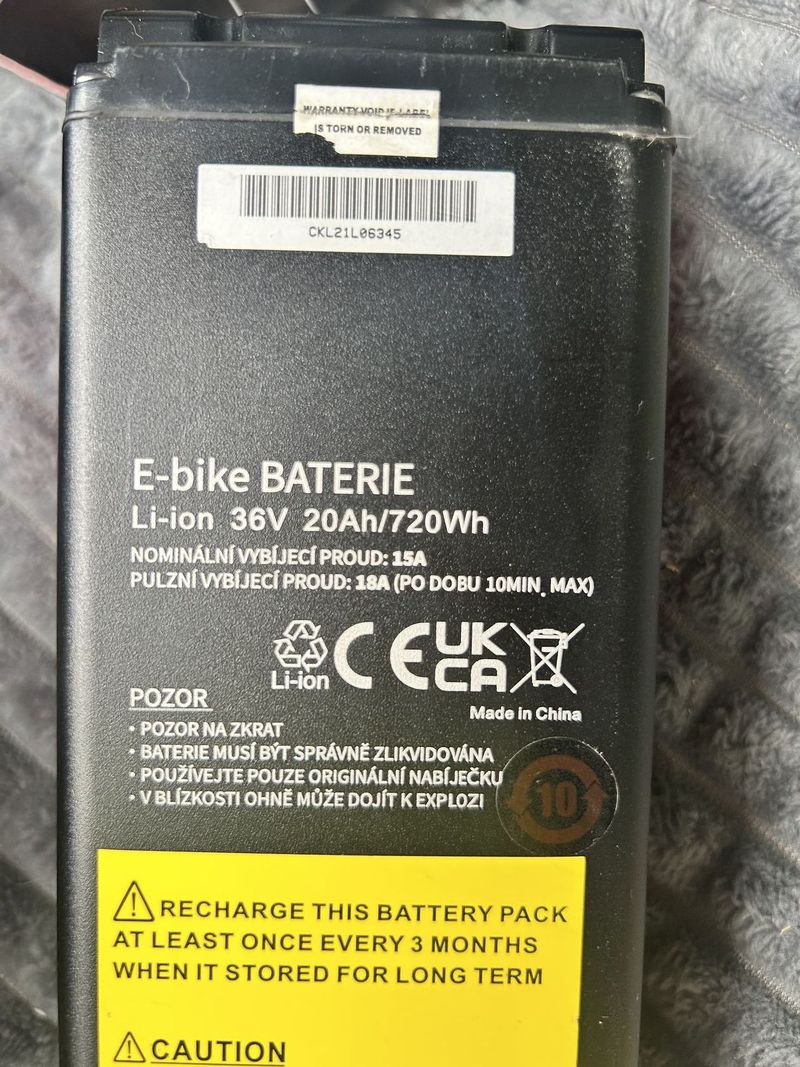 WARRANTY VOID IF LABEL
IS TORN OR REMOVED
CKL21L06345
E-bike BATERIE
Li-ion 36V 20Ah/720Wh
NOMINÁLNÍ VYBÍJECÍ PROUD: 15A
PULZNÍ VYBÍJECÍ PROUD: 18A (PO DOBU 10MIN. MAX)
Li-ion CE UKCA
Made in China
POZOR
• POZOR NA ZKRAT
• BATERIE MUSÍ BÝT SPRÁVNĚ ZLIKVIDOVÁNA
• POUŽÍVEJTE POUZE ORIGINÁLNÍ NABÍJEČKU
• V BLÍZKOSTI OHNĚ MŮŽE DOJÍT K EXPLOZI
10
RECHARGE THIS BATTERY PACK
AT LEAST ONCE EVERY 3 MONTHS
WHEN IT STORED FOR LONG TERM
CAUTION